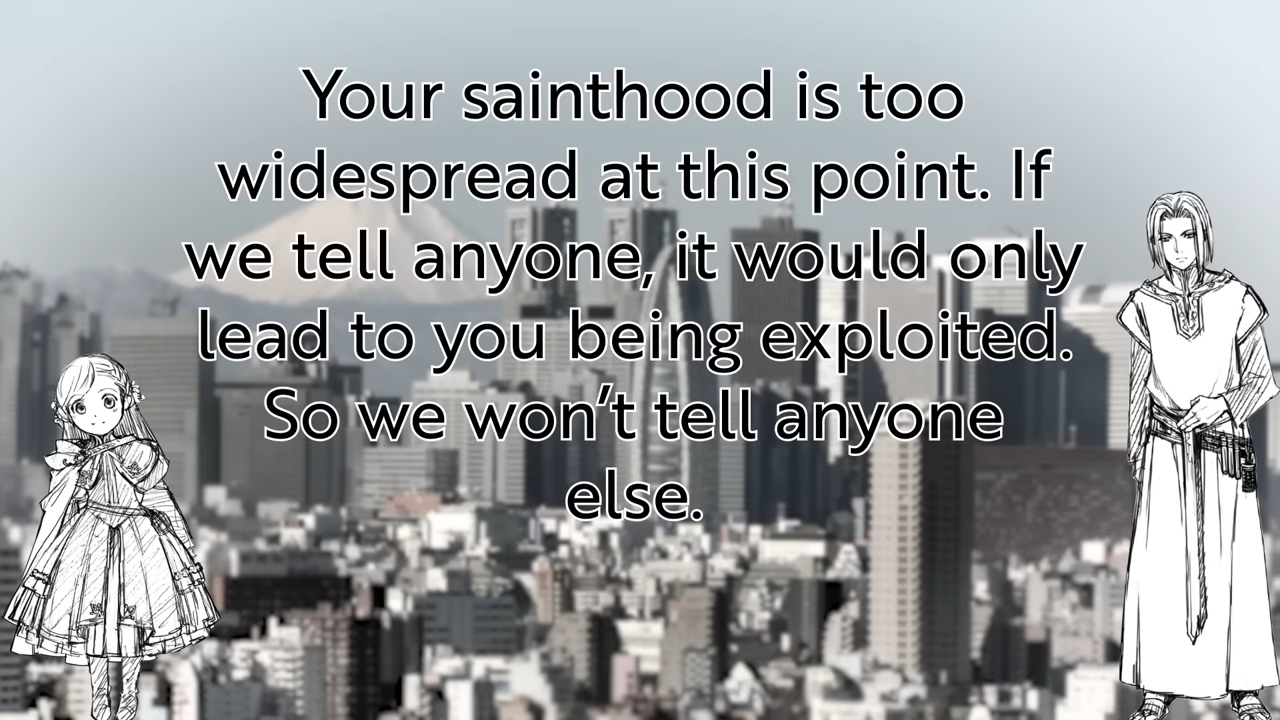 Your sainthood is too
widespread at this point. If
we tell anyone, it would only
lead to you being exploited.
So we won’t tell anyone
else.